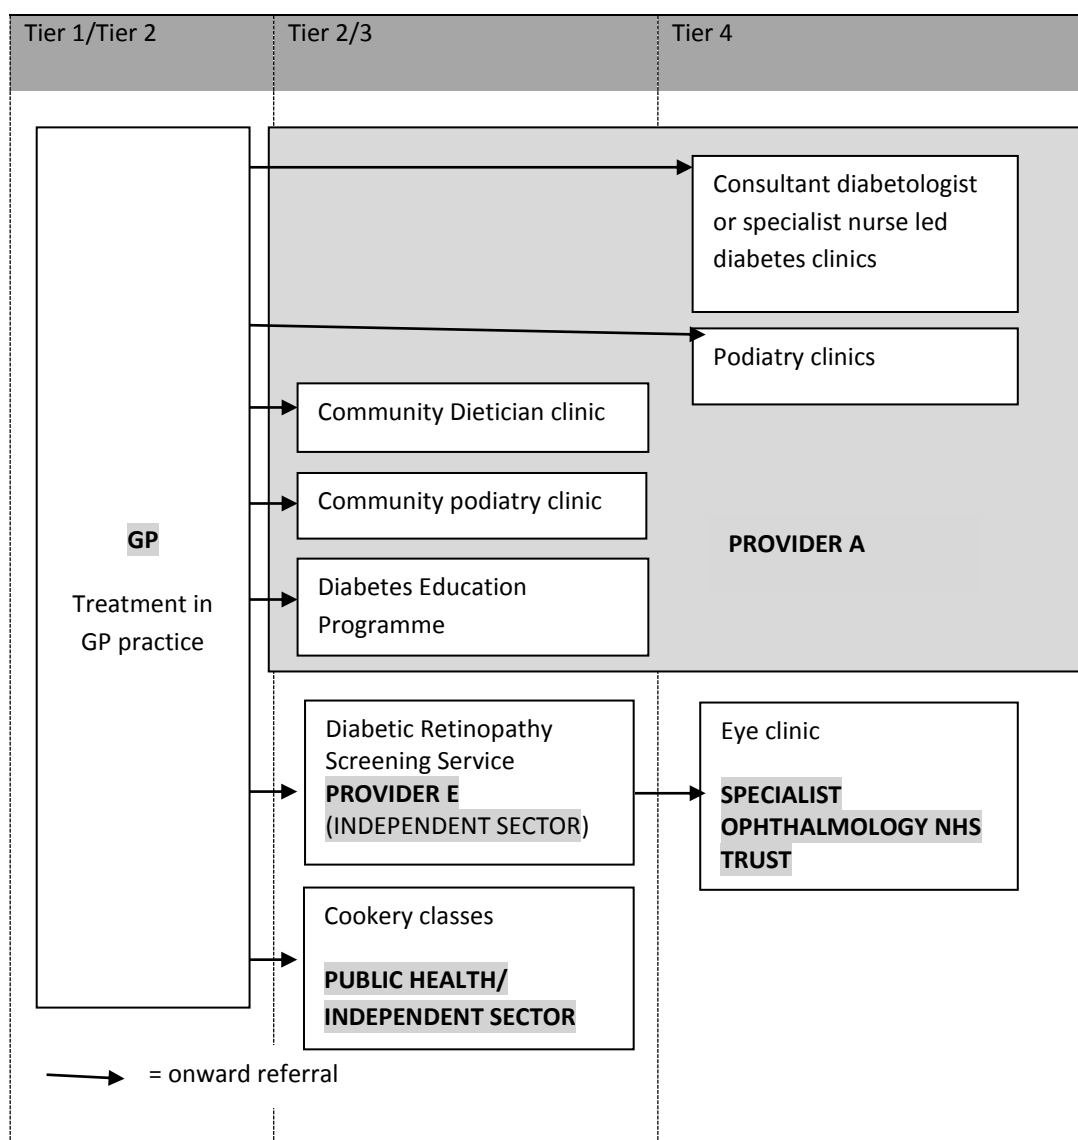 Tier 1/Tier 2
Tier 2/3
Tier 4
Consultant diabetologist
or specialist nurse led
diabetes clinics
Podiatry clinics
Community Dietician clinic
Community podiatry clinic
GP
Treatment in
GP practice
PROVIDER A
Diabetes Education
Programme
Diabetic Retinopathy
Screening Service
PROVIDER E
(INDEPENDENT SECTOR)
Eye clinic
SPECIALIST
OPHTHALMOLOGY NHS
TRUST
Cookery classes
PUBLIC HEALTH/
INDEPENDENT SECTOR
= onward referral